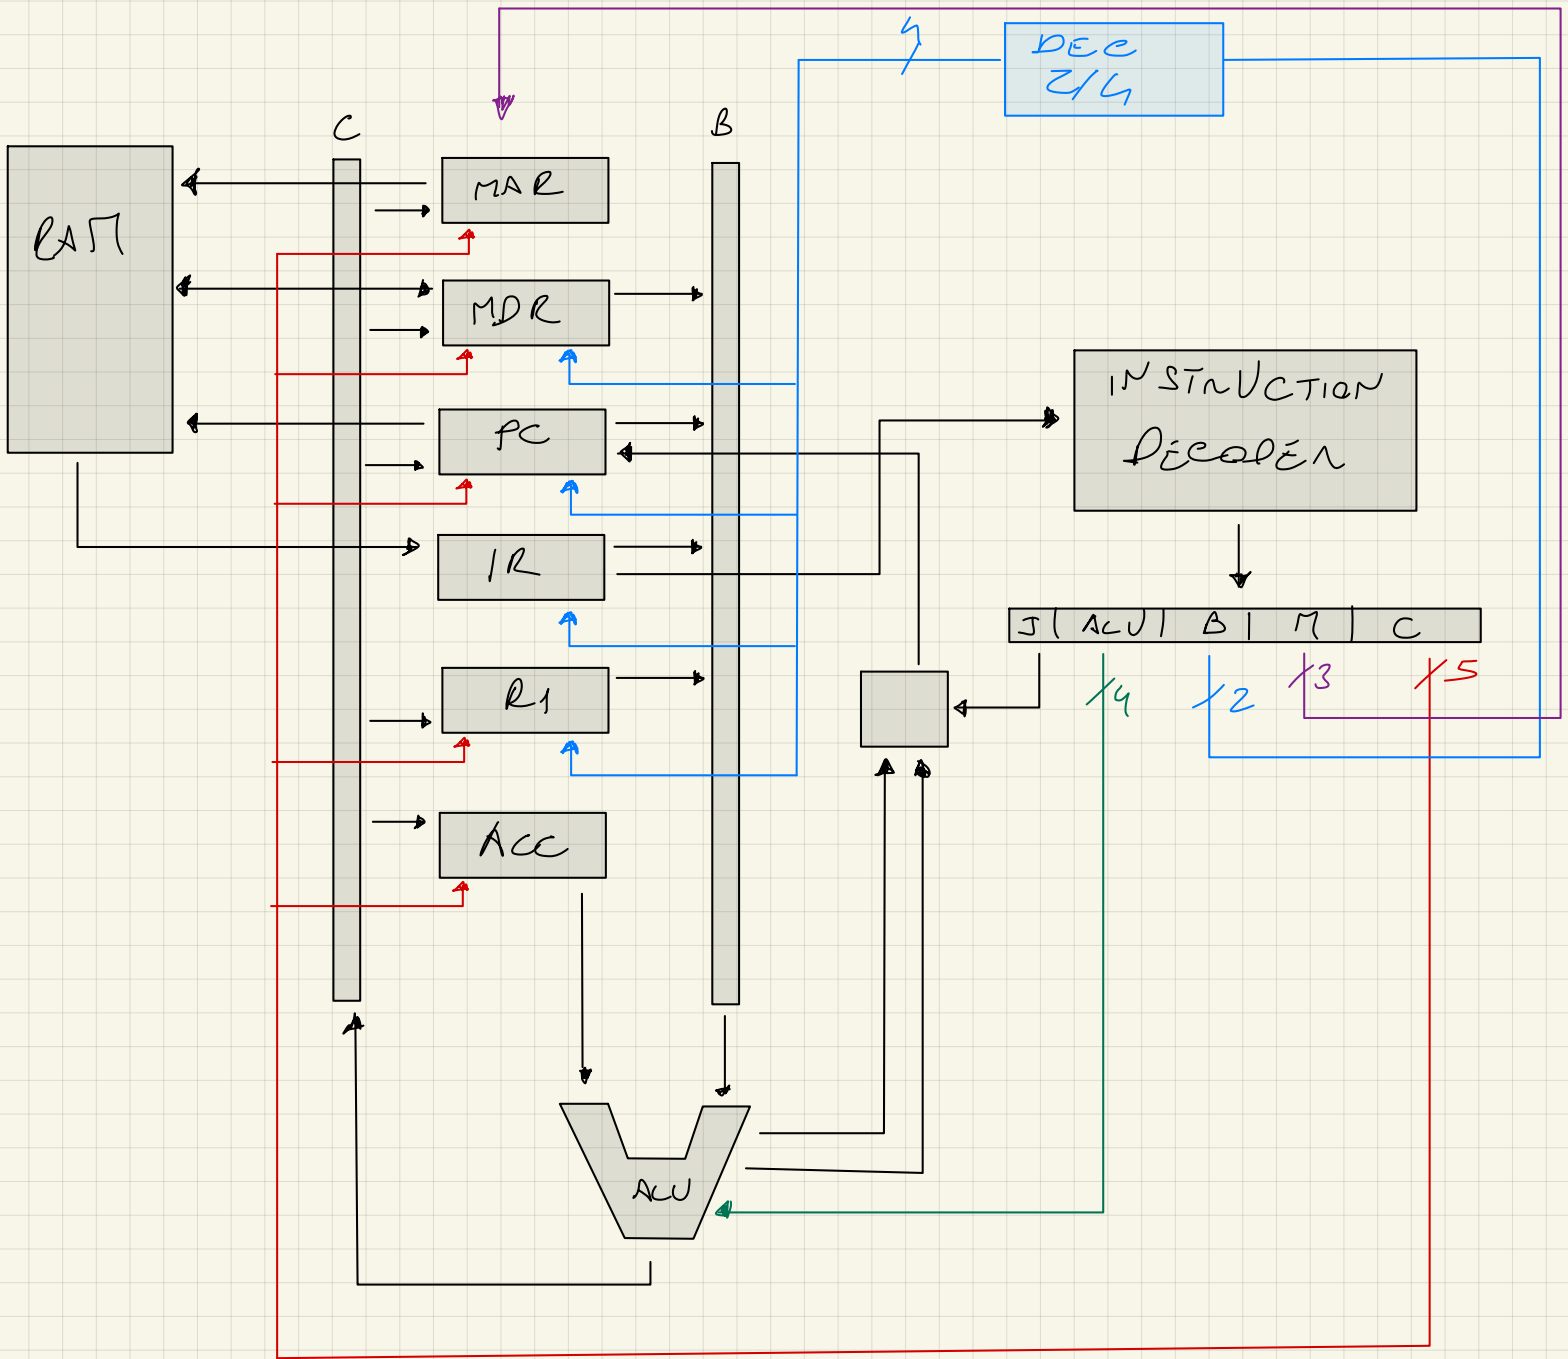 4
DEC
2/4
C
B
RAM
MAR
MDR
PC
INSTRUCTION
DECODER
IR
J | ALU | B | M | C
4
2
3
5
R1
ACC
ALU